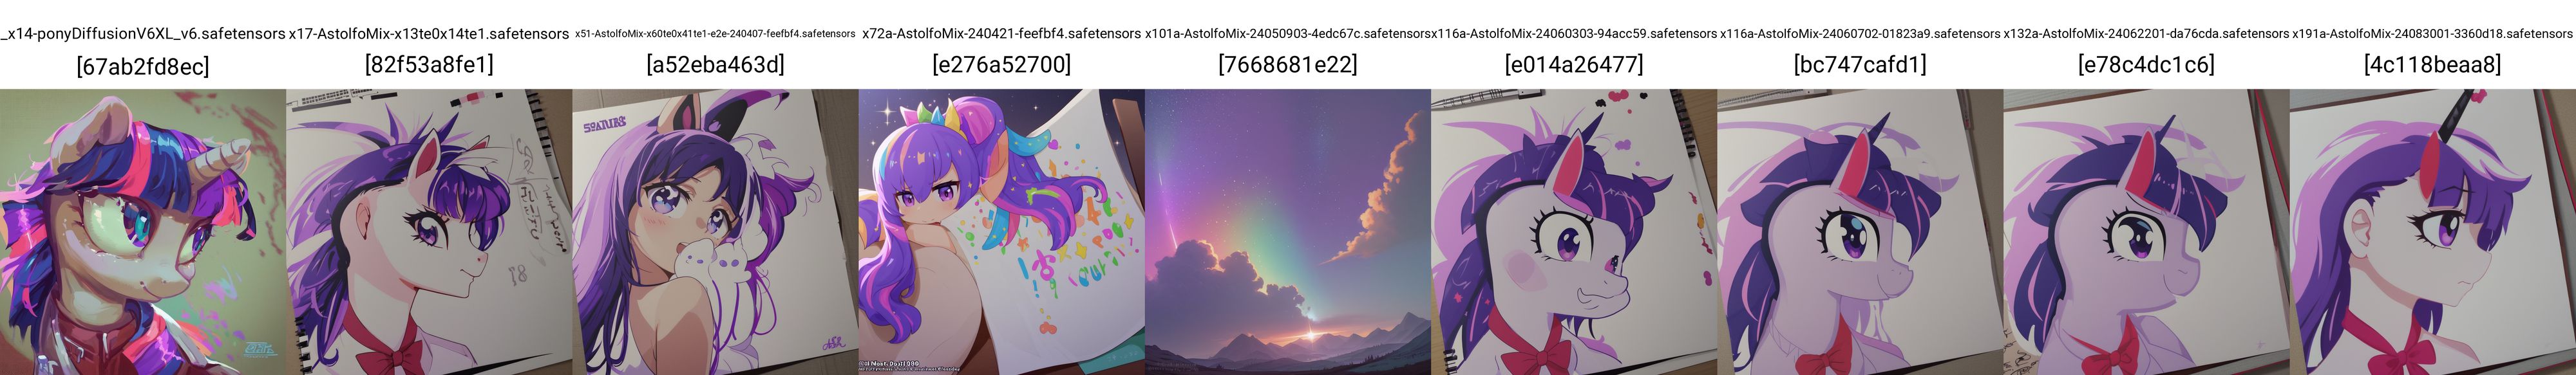 _x14-ponyDiffusionV6XL_v6.safetensors
[67ab2fd8ec]
x17-AstolfoMix-x13te0x14te1.safetensors
[82f53a8fe1]
x51-AstolfoMix-x60te0x41te1-e2e-240407-feefbf4.safetensors
[a52eba463d]
x72a-AstolfoMix-240421-feefbf4.safetensors
[e276a52700]
x101a-AstolfoMix-24050903-4edc67c.safetensors
[7668681e22]
x116a-AstolfoMix-24060303-94acc59.safetensors
[e014a26477]
x116a-AstolfoMix-24060702-01823a9.safetensors
[bc747cafd1]
x132a-AstolfoMix-24062201-da76cda.safetensors
[e78c4dc1c6]
x191a-AstolfoMix-24083001-3360d18.safetensors
[4c118beaa8]